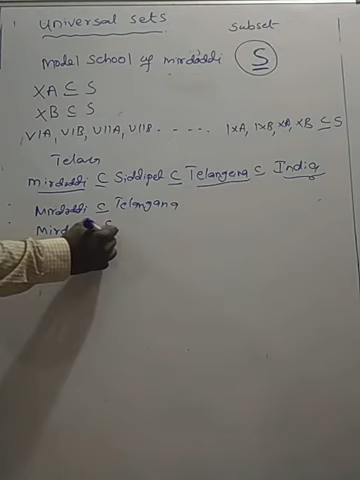 Universal Sets
Subset
Model School of Mirdoddi S
XA ⊆ S
XB ⊆ S
VIA, VIB, VIIA, VIIB - - - - - IXA, IXB, XA, XB ⊆ S
Telan
Mirdoddi ⊆ Siddipet ⊆ Telangana ⊆ India
Mirdoddi ⊆ Telangana
Mird ⊆